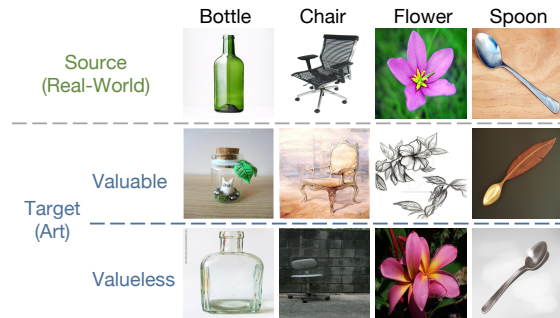 Bottle Chair Flower Spoon
Source
(Real-World)
Valuable
Target
(Art)
Valueless